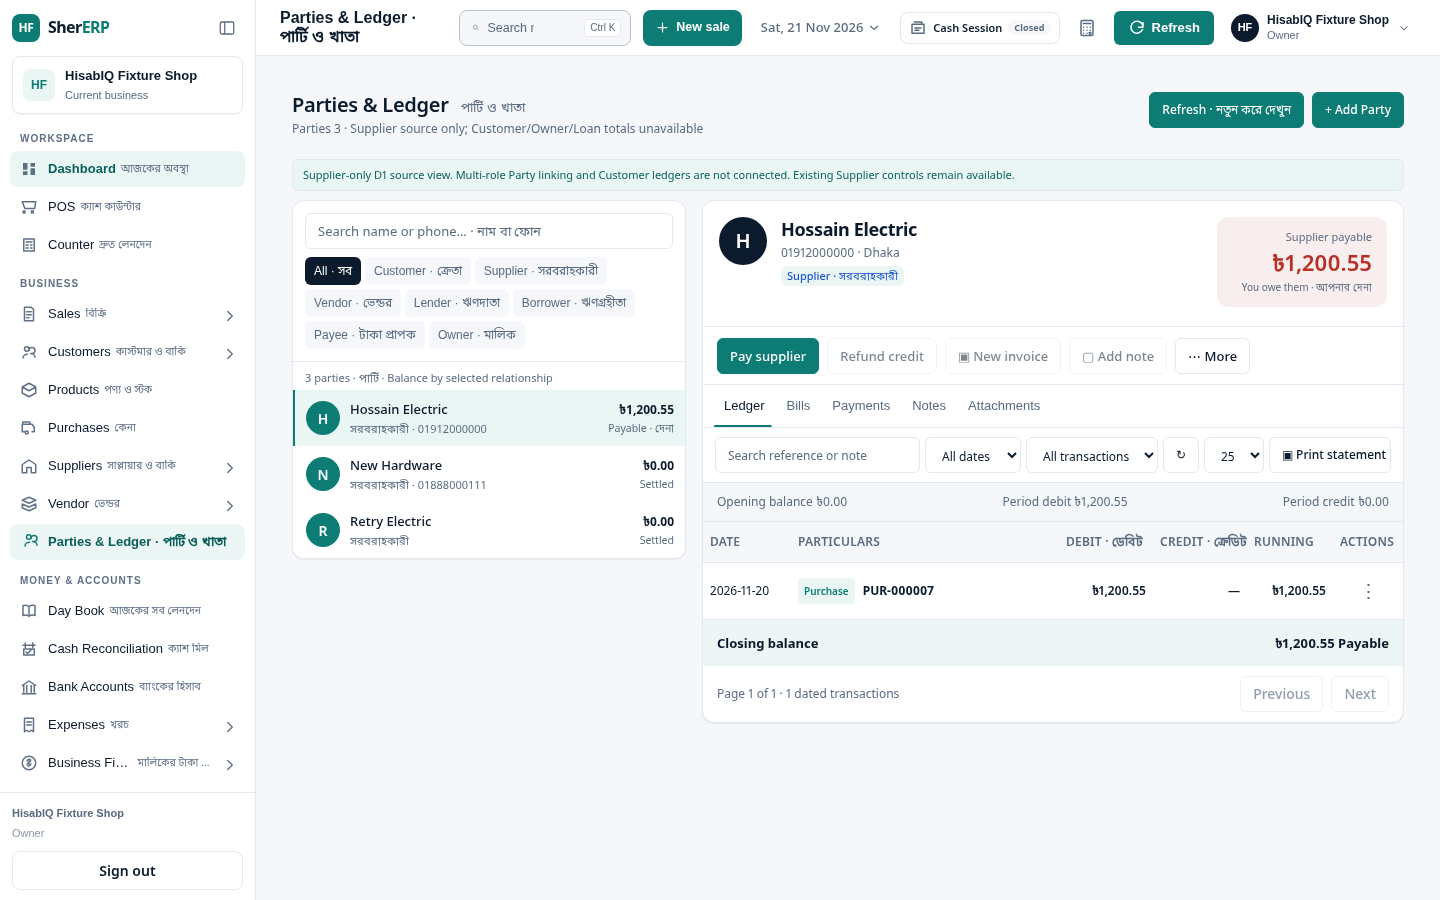 HF SherERP
HF HisabIQ Fixture Shop
Current business
WORKSPACE
Dashboard আজকের অবস্থা
POS ক্যাশ কাউন্টার
Counter দ্রুত লেনদেন
BUSINESS
Sales বিক্রি
Customers কাস্টমার ও বাকি
Products পণ্য ও স্টক
Purchases কেনা
Suppliers সাপ্লায়ার ও বাকি
Vendor ভেন্ডর
Parties & Ledger · পার্টি ও খাতা
MONEY & ACCOUNTS
Day Book আজকের সব লেনদেন
Cash Reconciliation ক্যাশ মিল
Bank Accounts ব্যাংকের হিসাব
Expenses খরচ
Business Fi... মালিকের টাকা ...
HisabIQ Fixture Shop
Owner
Sign out
Parties & Ledger ·
পার্টি ও খাতা
Search r Ctrl K
+ New sale
Sat, 21 Nov 2026
Cash Session Closed
Refresh
HF HisabIQ Fixture Shop
Owner
Parties & Ledger পার্টি ও খাতা
Parties 3 · Supplier source only; Customer/Owner/Loan totals unavailable
Refresh · নতুন করে দেখুন
+ Add Party
Supplier-only D1 source view. Multi-role Party linking and Customer ledgers are not connected. Existing Supplier controls remain available.
Search name or phone... · নাম বা ফোন
All · সব Customer · ক্রেতা Supplier · সরবরাহকারী
Vendor · ভেন্ডর Lender · ঋণদাতা Borrower · ঋণগ্রহীতা
Payee · টাকা প্রাপক Owner · মালিক
3 parties · পার্টি · Balance by selected relationship
H Hossain Electric ৳1,200.55
সরবরাহকারী · 01912000000 Payable · দেনা
N New Hardware ৳0.00
সরবরাহকারী · 01888000111 Settled
R Retry Electric ৳0.00
সরবরাহকারী Settled
H Hossain Electric
01912000000 · Dhaka
Supplier · সরবরাহকারী
Supplier payable
৳1,200.55
You owe them · আপনার দেনা
Pay supplier Refund credit ▣ New invoice ▢ Add note ⋯ More
Ledger Bills Payments Notes Attachments
Search reference or note All dates All transactions ↻ 25 ▣ Print statement
Opening balance ৳0.00 Period debit ৳1,200.55 Period credit ৳0.00
DATE PARTICULARS DEBIT · ডেবিট CREDIT · ক্রেডিট RUNNING ACTIONS
2026-11-20 Purchase PUR-000007 ৳1,200.55 — ৳1,200.55 ⋮
Closing balance ৳1,200.55 Payable
Page 1 of 1 · 1 dated transactions Previous Next